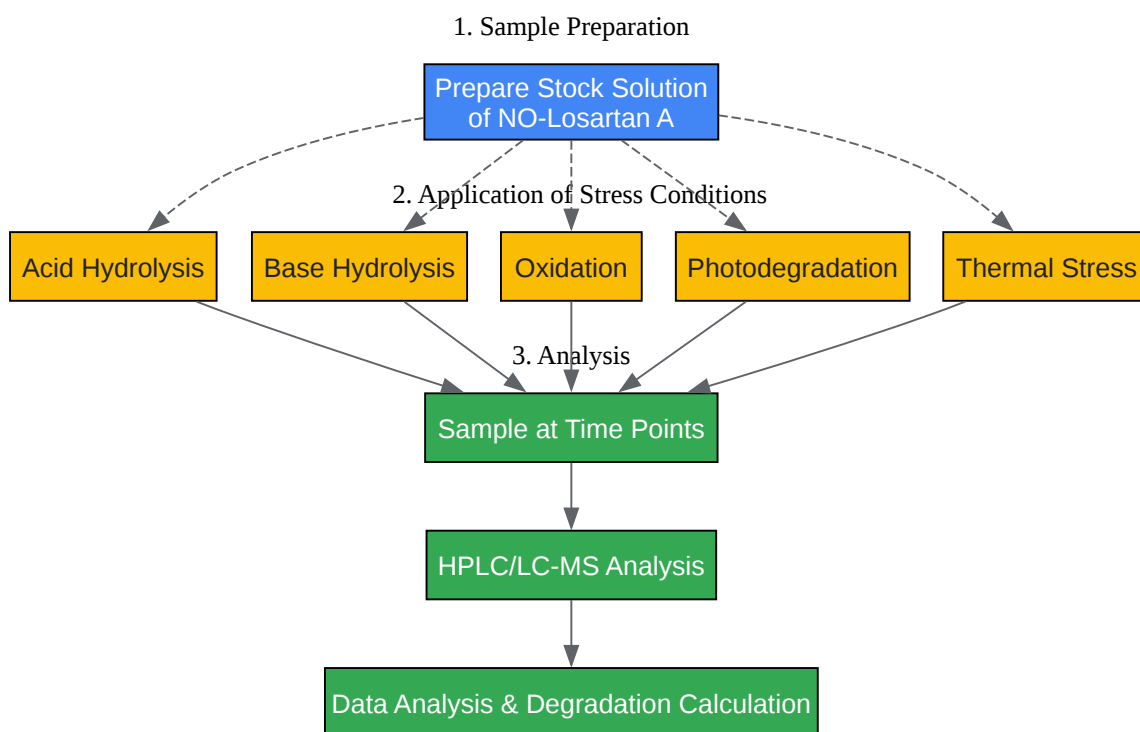 1. Sample Preparation
Prepare Stock Solution
of NO-Losartan A
2. Application of Stress Conditions
Acid Hydrolysis
Base Hydrolysis
Oxidation
Photodegradation
Thermal Stress
3. Analysis
Sample at Time Points
HPLC/LC-MS Analysis
Data Analysis & Degradation Calculation